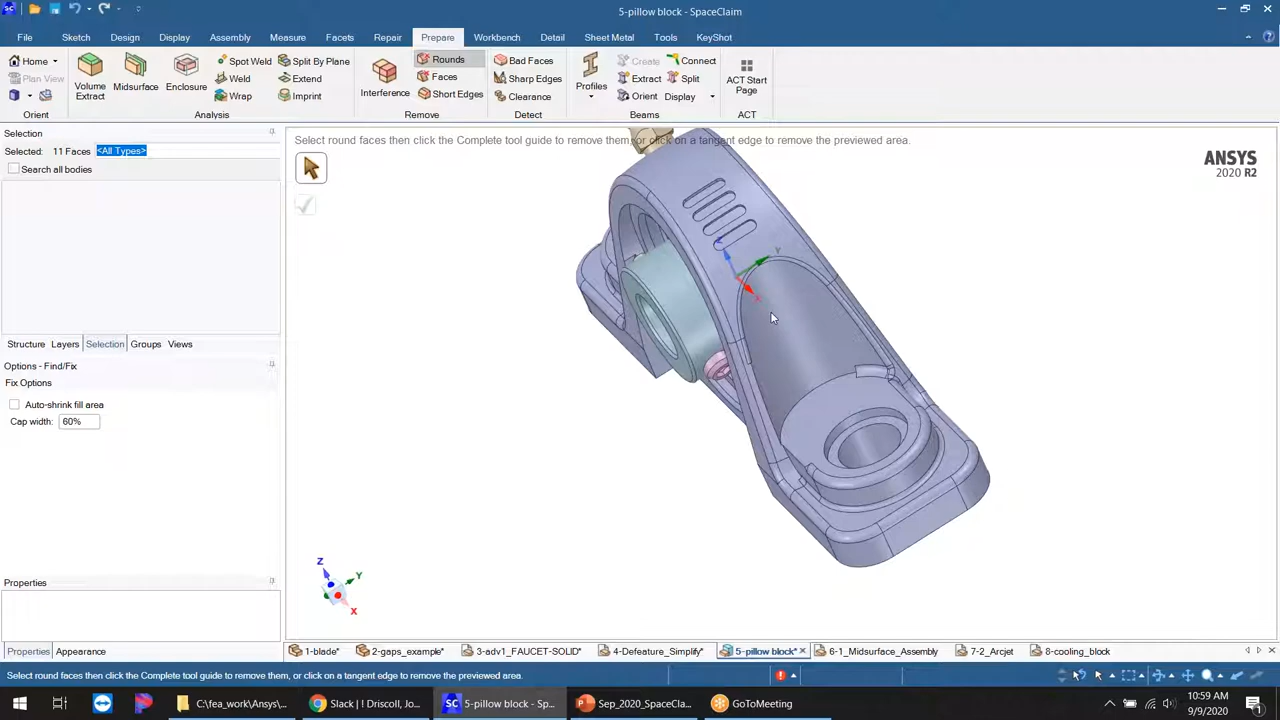 5-pillow block - SpaceClaim
File Sketch Design Display Assembly Measure Facets Repair Prepare Workbench Detail Sheet Metal Tools KeyShot
Home
Plan View
Orient
Volume Extract
Midsurface
Enclosure
Spot Weld
Weld
Wrap
Split By Plane
Extend
Imprint
Analysis
Interference
Rounds
Faces
Short Edges
Remove
Bad Faces
Sharp Edges
Clearance
Detect
Profiles
Create
Extract
Orient
Connect
Split
Display
Beams
ACT Start Page
ACT
Selection
Selected: 11 Faces <All Types>
Search all bodies
Structure Layers Selection Groups Views
Options - Find/Fix
Fix Options
Auto-shrink fill area
Cap width: 60%
Properties
Properties Appearance
Select round faces then click the Complete tool guide to remove them, or click on a tangent edge to remove the previewed area.
ANSYS
2020 R2
Y
X
Z
Y
X
1-blade* 2-gaps_example* 3-adv1_FAUCET-SOLID* 4-Defeature_Simplify* 5-pillow block* 6-1_Midsurface_Assembly 7-2_Arcjet 8-cooling_block
Select round faces then click the Complete tool guide to remove them, or click on a tangent edge to remove the previewed area.
C:\fea_work\Ansys\... Slack | ! Driscoll, Jo... 5-pillow block - Sp... Sep_2020_SpaceCla... GoToMeeting
10:59 AM
9/9/2020